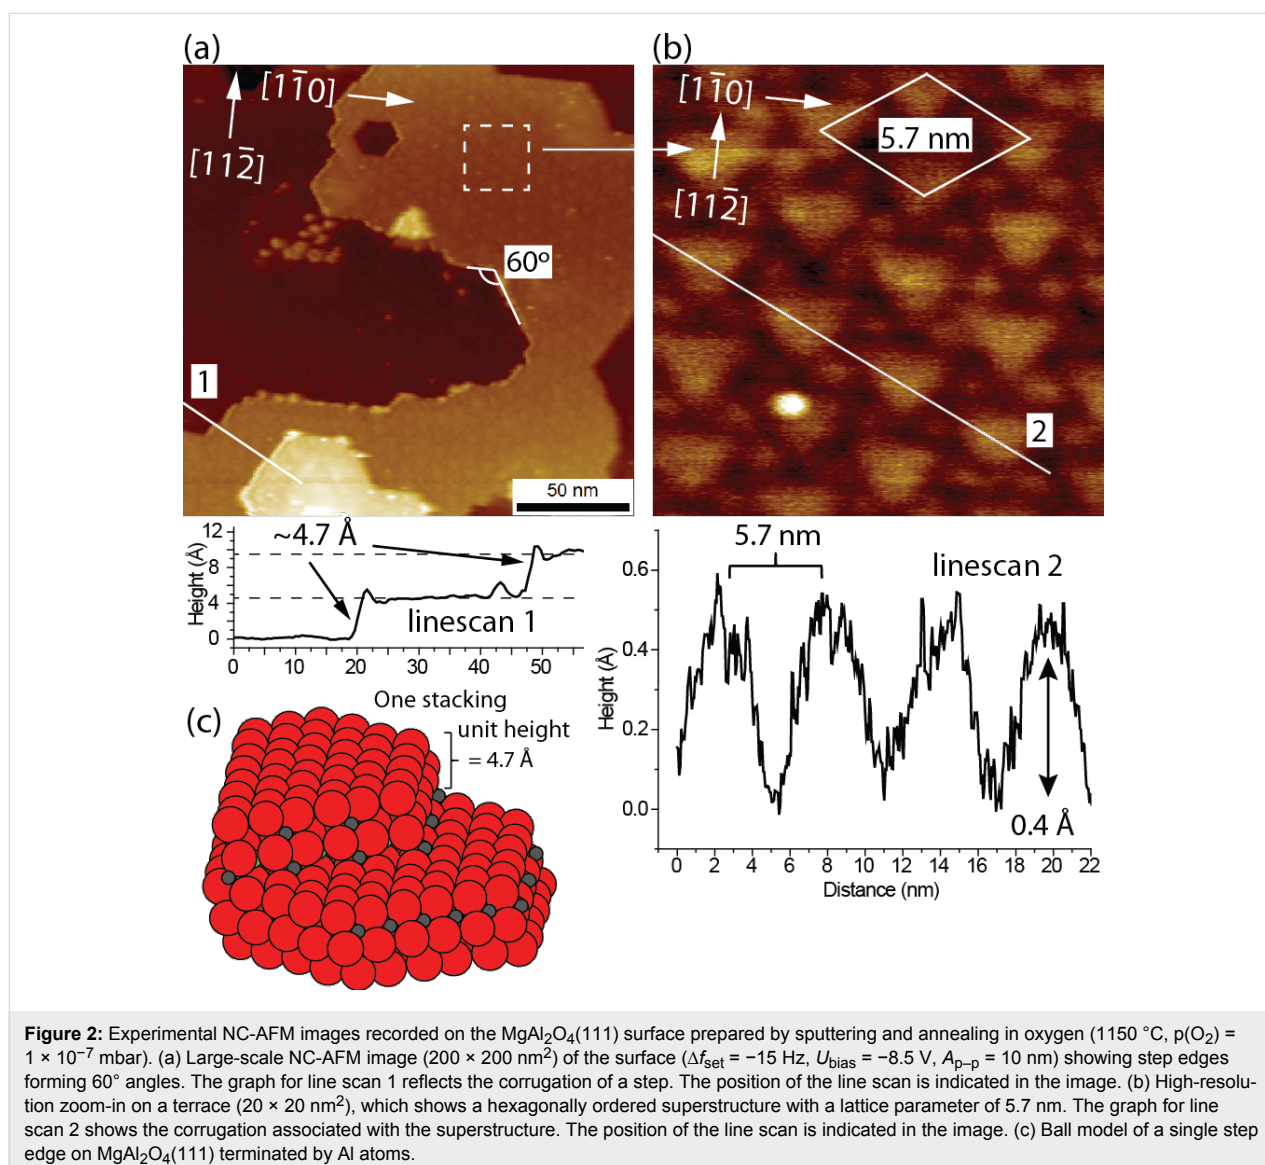 (a)
[11̅0]
[112̅]
60º
1
50 nm
(b)
[11̅0]
5.7 nm
[112̅]
2
12
8
4
0
Height (Å)
~4.7 Å
linescan 1
0 10 20 30 40 50
5.7 nm
linescan 2
0.6
0.4
0.2
0.0
Height (Å)
0.4 Å
0 2 4 6 8 10 12 14 16 18 20 22
Distance (nm)
(c)
One stacking
unit height
= 4.7 Å
Figure 2: Experimental NC-AFM images recorded on the MgAl₂O₄(111) surface prepared by sputtering and annealing in oxygen (1150 °C, p(O₂) =
1 × 10⁻⁷ mbar). (a) Large-scale NC-AFM image (200 × 200 nm²) of the surface (Δf_set = −15 Hz, U_bias = −8.5 V, A_p–p = 10 nm) showing step edges
forming 60° angles. The graph for line scan 1 reflects the corrugation of a step. The position of the line scan is indicated in the image. (b) High-resolu-
tion zoom-in on a terrace (20 × 20 nm²), which shows a hexagonally ordered superstructure with a lattice parameter of 5.7 nm. The graph for line
scan 2 shows the corrugation associated with the superstructure. The position of the line scan is indicated in the image. (c) Ball model of a single step
edge on MgAl₂O₄(111) terminated by Al atoms.